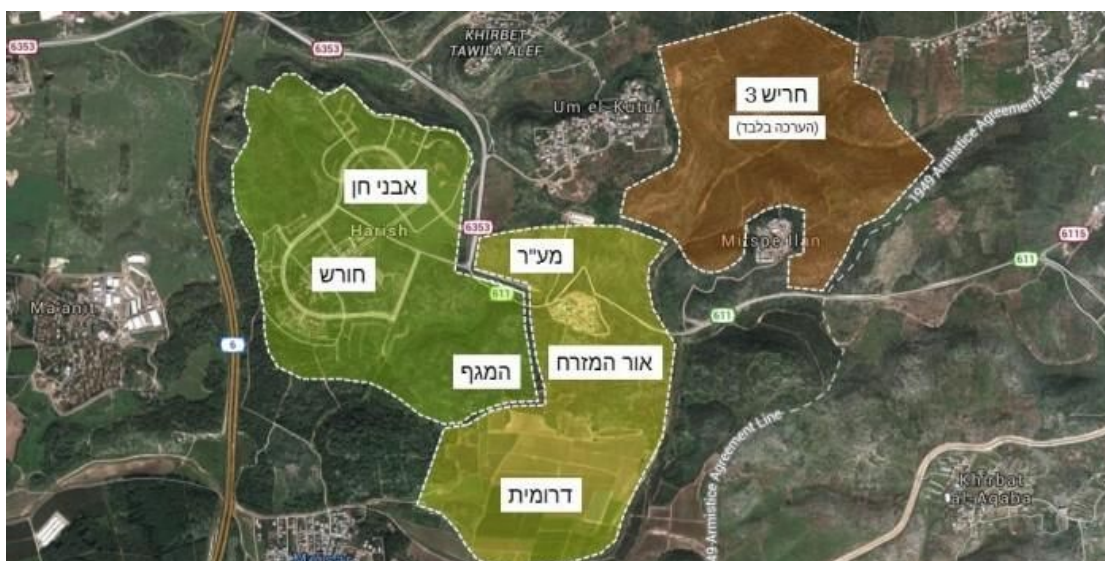 6353
6353
KHIRBET
TAWILA ALEF
חריש 3
(הערכה בלבד)
Um el-Kutuf
1949 Armistice Agreement Line
אבני חן
Harish
6353
מע"ר
Mitspe Ilan
6115
611
חורש
611
611
Ma'anit
6
המגף
אור המזרח
דרומית
1949 Armistice Agreement Line
Khirbat
al-Aqaba